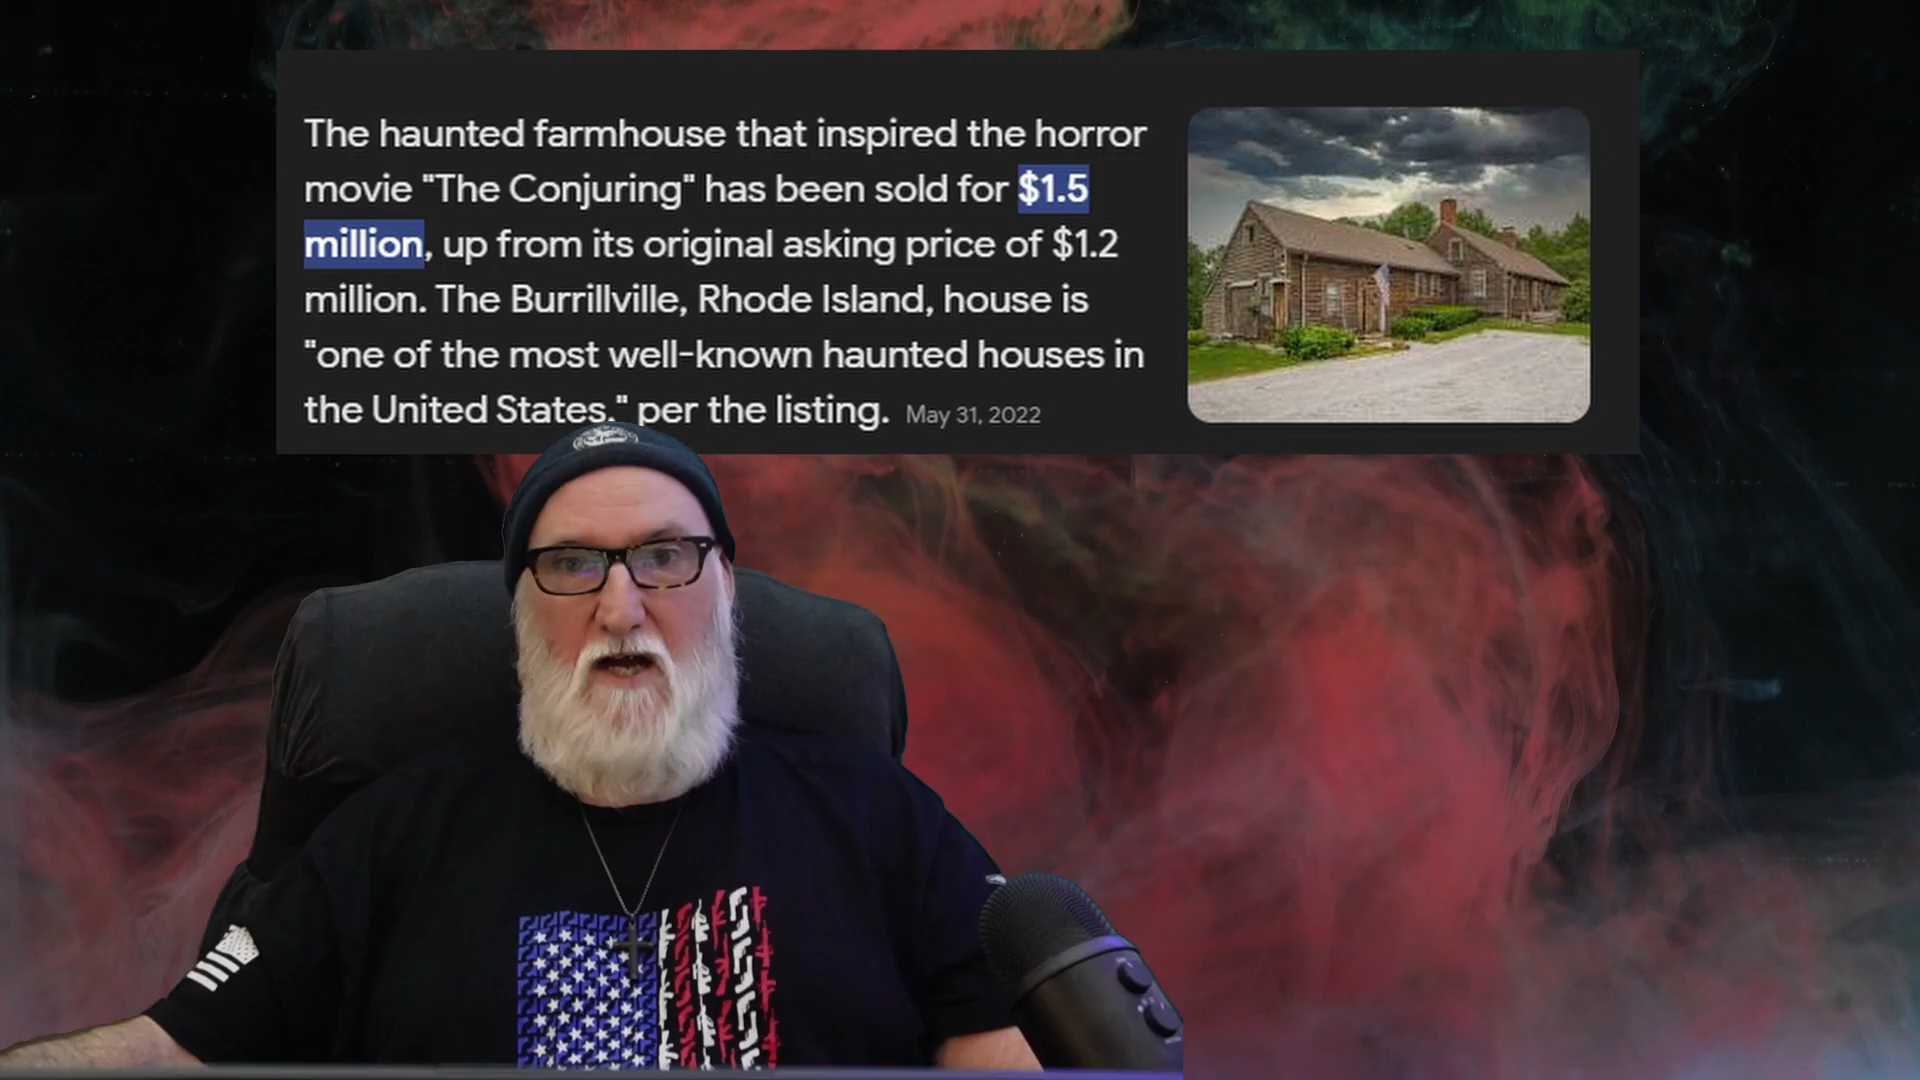 The haunted farmhouse that inspired the horror
movie "The Conjuring" has been sold for $1.5
million, up from its original asking price of $1.2
million. The Burrillville, Rhode Island, house is
"one of the most well-known haunted houses in
the United States." per the listing. May 31, 2022